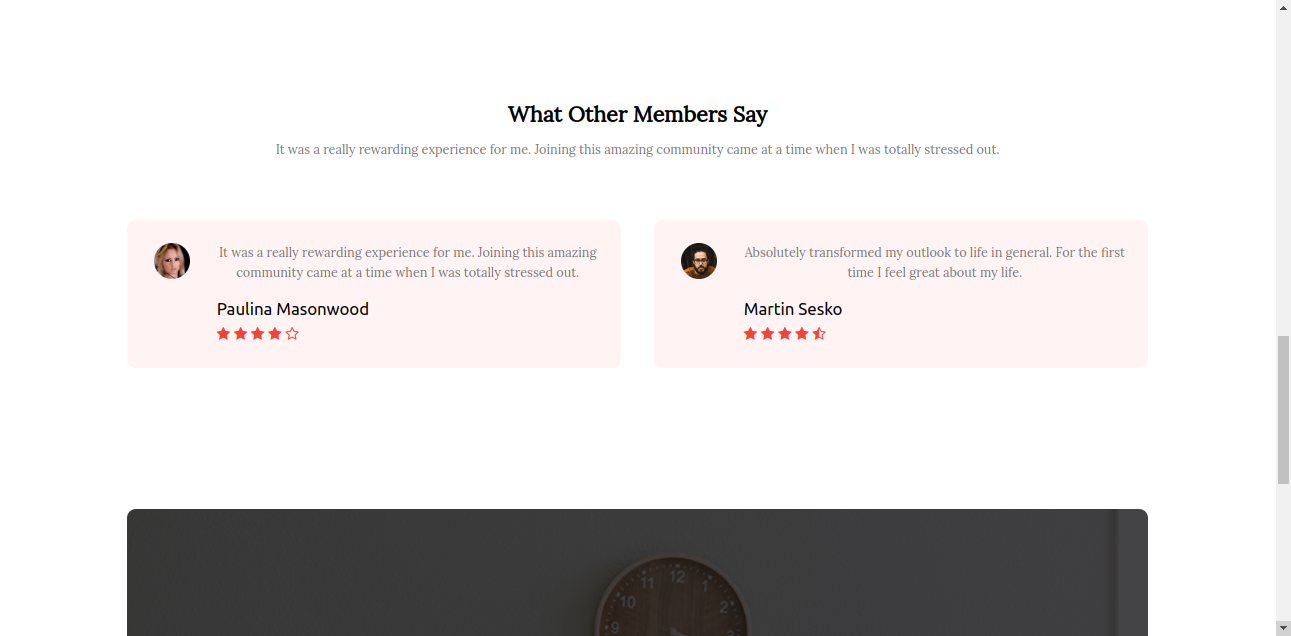 What Other Members Say
It was a really rewarding experience for me. Joining this amazing community came at a time when I was totally stressed out.
It was a really rewarding experience for me. Joining this amazing
community came at a time when I was totally stressed out.
Paulina Masonwood
Absolutely transformed my outlook to life in general. For the first
time I feel great about my life.
Martin Sesko
11 12 1
10 2
9 3